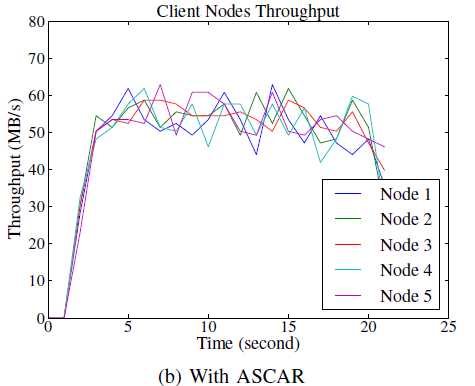 Client Nodes Throughput
80
70
60
50
40
30
20
10
0
Throughput (MB/s)
Node 1
Node 2
Node 3
Node 4
Node 5
0 5 10 15 20 25
Time (second)
(b) With ASCAR